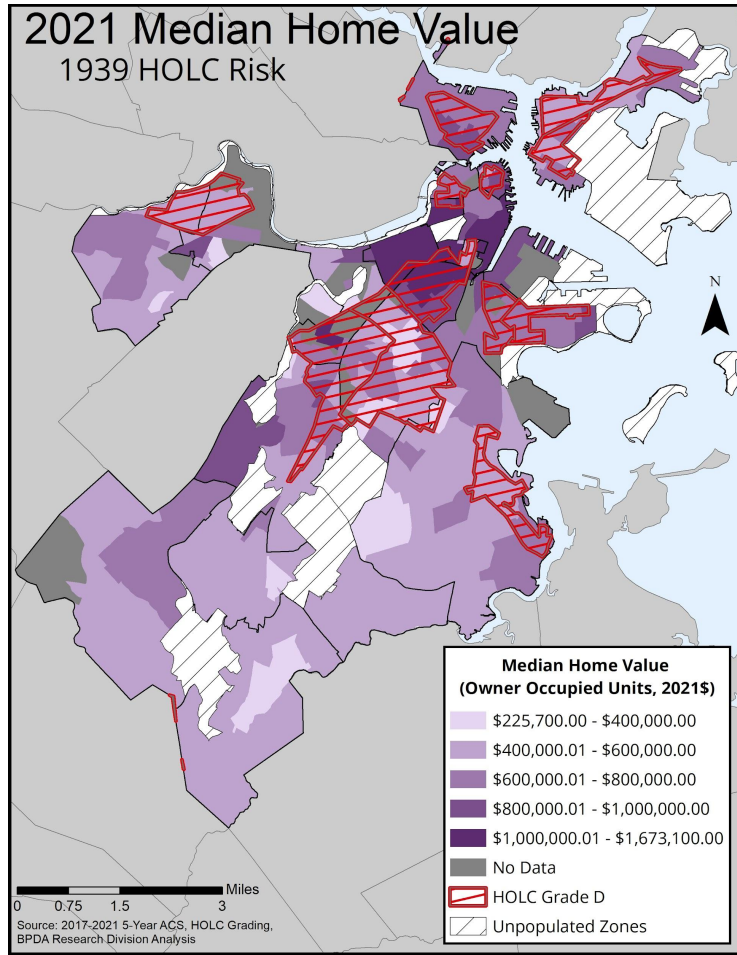 2021 Median Home Value
1939 HOLC Risk
N
Median Home Value
(Owner Occupied Units, 2021$)
$225,700.00 - $400,000.00
$400,000.01 - $600,000.00
$600,000.01 - $800,000.00
$800,000.01 - $1,000,000.00
$1,000,000.01 - $1,673,100.00
No Data
HOLC Grade D
Unpopulated Zones
Miles
0 0.75 1.5 3
Source: 2017-2021 5-Year ACS, HOLC Grading,
BPDA Research Division Analysis